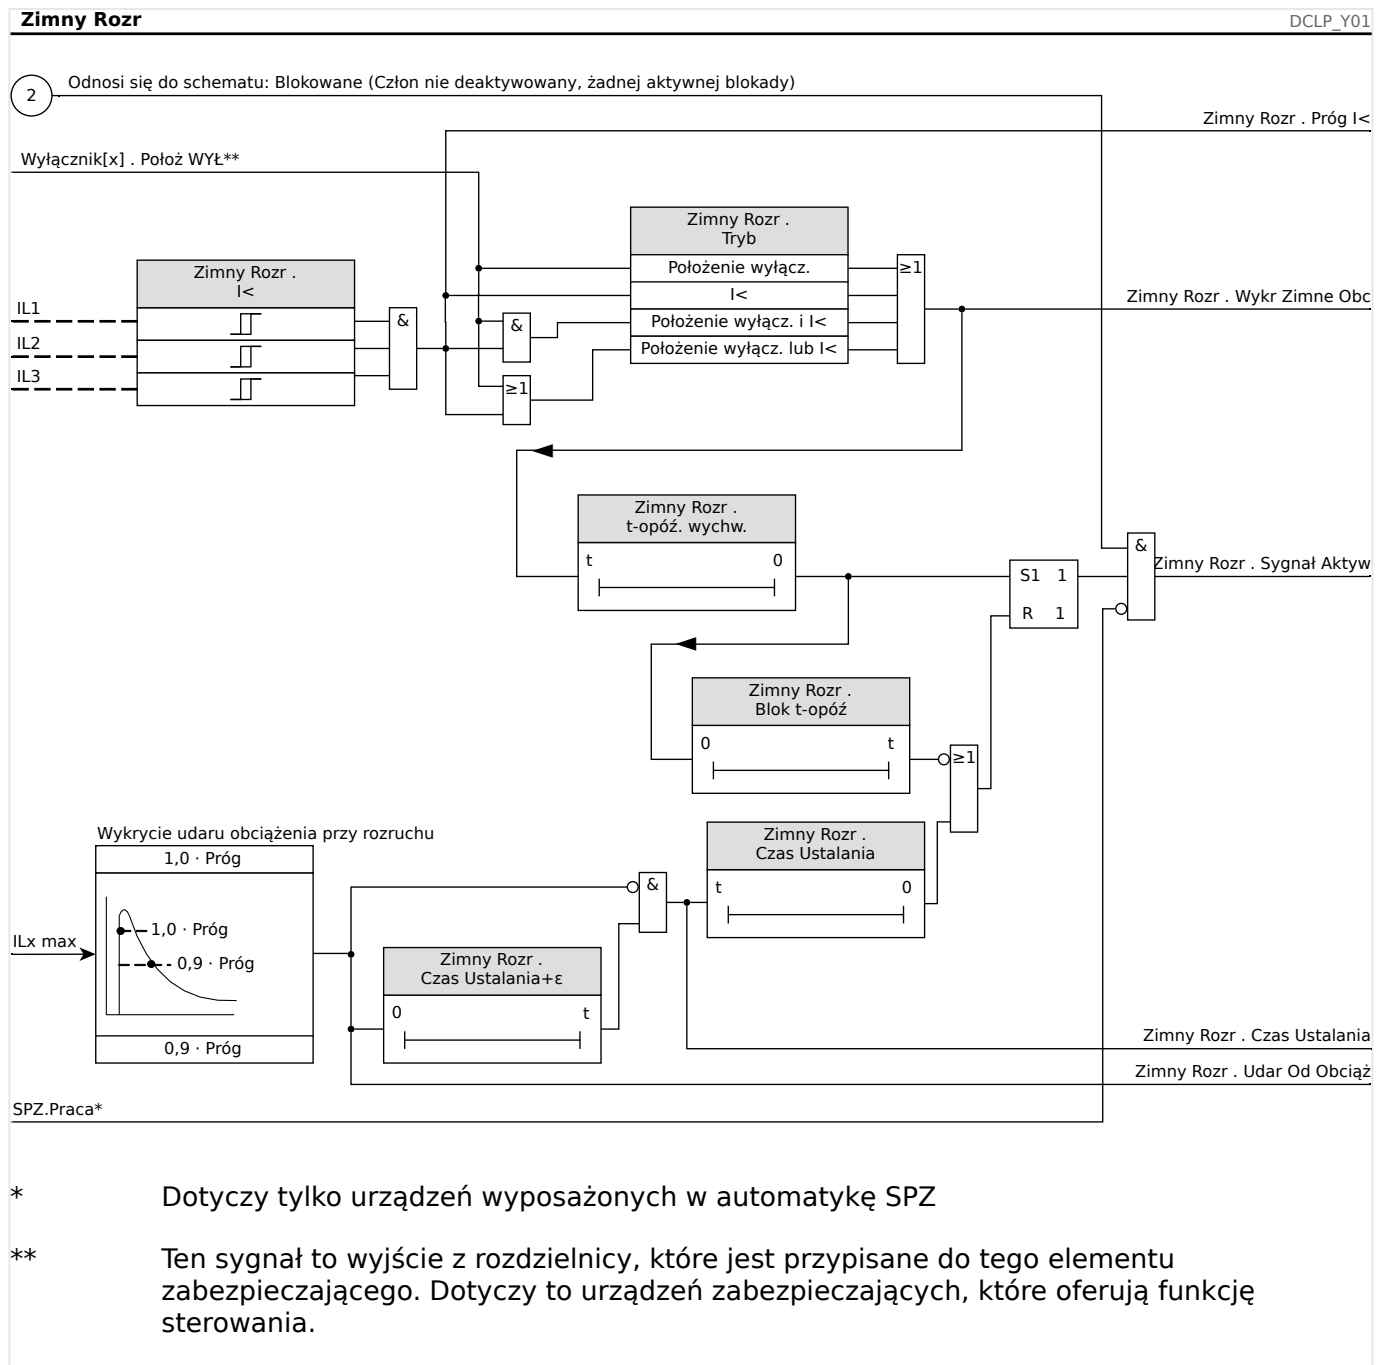 Zimny Rozr
DCLP_Y01
2
Odnosi się do schematu: Blokowane (Człon nie deaktywowany, żadnej aktywnej blokady)
Zimny Rozr . Próg I<
Wyłącznik[x] . Położ WYŁ**
Zimny Rozr .
Tryb
Położenie wyłącz.
I<
Położenie wyłącz. i I<
Położenie wyłącz. lub I<
≥1
Zimny Rozr .
I<
IL1
IL2
IL3
&
&
≥1
Zimny Rozr . Wykr Zimne Obc
Zimny Rozr .
t-opóź. wychw.
t 0
S1 1
R 1
&
Zimny Rozr . Sygnał Aktyw
Zimny Rozr .
Blok t-opóź
0 t
≥1
Wykrycie udaru obciążenia przy rozruchu
1,0 · Próg
1,0 · Próg
0,9 · Próg
0,9 · Próg
ILx max
&
Zimny Rozr .
Czas Ustalania
t 0
Zimny Rozr .
Czas Ustalania+ε
0 t
Zimny Rozr . Czas Ustalania
Zimny Rozr . Udar Od Obciąż
SPZ.Praca*
* Dotyczy tylko urządzeń wyposażonych w automatykę SPZ
** Ten sygnał to wyjście z rozdzielnicy, które jest przypisane do tego elementu
zabezpieczającego. Dotyczy to urządzeń zabezpieczających, które oferują funkcję
sterowania.